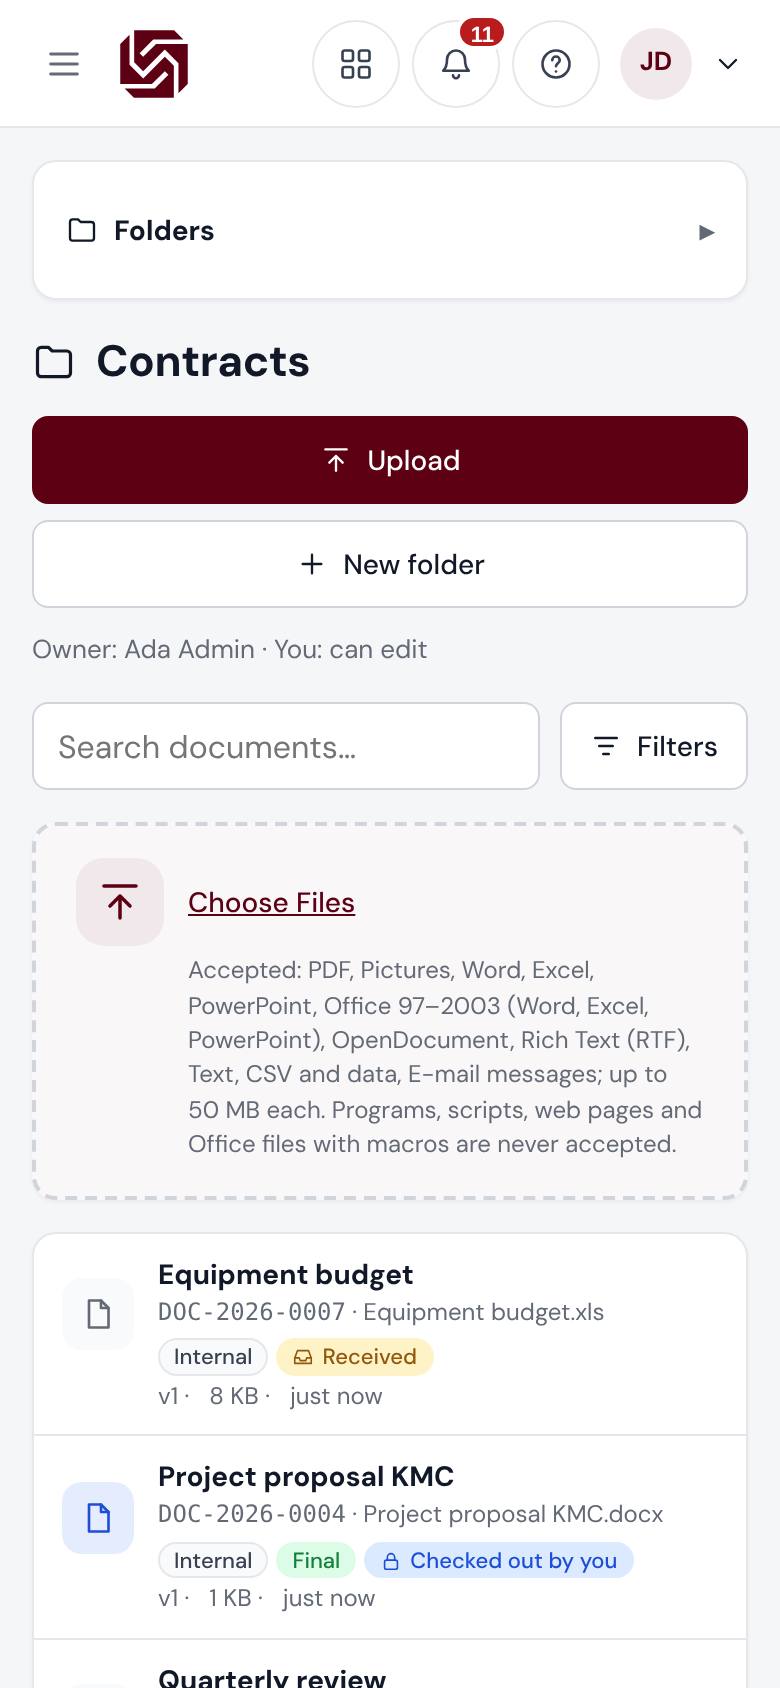 11
JD
Folders
Contracts
Upload
New folder
Owner: Ada Admin · You: can edit
Search documents...
Filters
Choose Files
Accepted: PDF, Pictures, Word, Excel,
PowerPoint, Office 97–2003 (Word, Excel,
PowerPoint), OpenDocument, Rich Text (RTF),
Text, CSV and data, E-mail messages; up to
50 MB each. Programs, scripts, web pages and
Office files with macros are never accepted.
Equipment budget
DOC-2026-0007 · Equipment budget.xls
Internal Received
v1 · 8 KB · just now
Project proposal KMC
DOC-2026-0004 · Project proposal KMC.docx
Internal Final Checked out by you
v1 · 1 KB · just now
Quarterly review